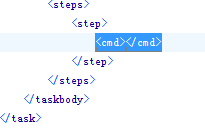 <steps>
<step>
<cmd></cmd>
</step>
</steps>
</taskbody>
</task>